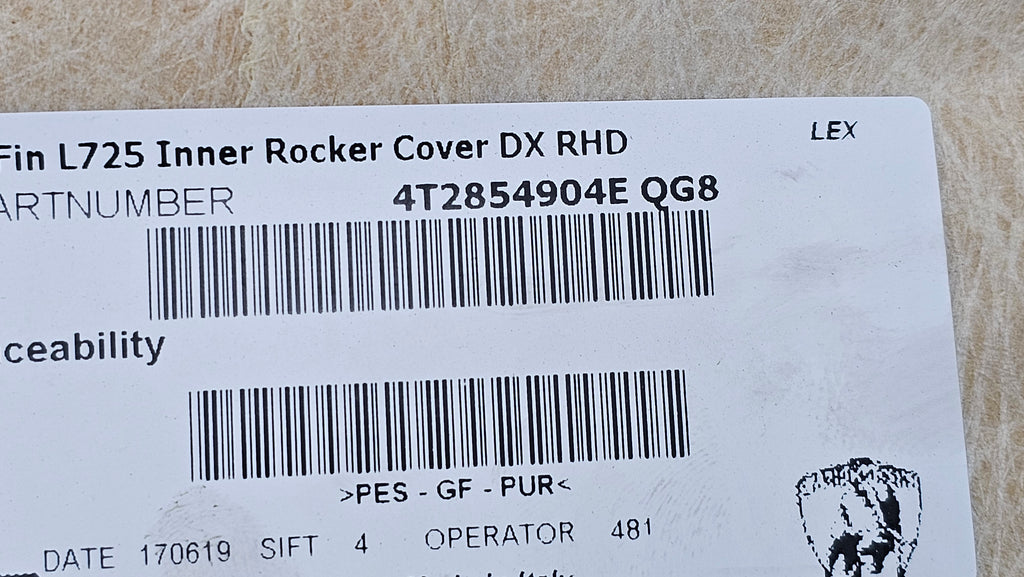 Fin L725 Inner Rocker Cover DX RHD
LEX
ARTNUMBER 4T2854904E QG8
ceability
>PES - GF - PUR<
DATE 170619 SIFT 4 OPERATOR 481